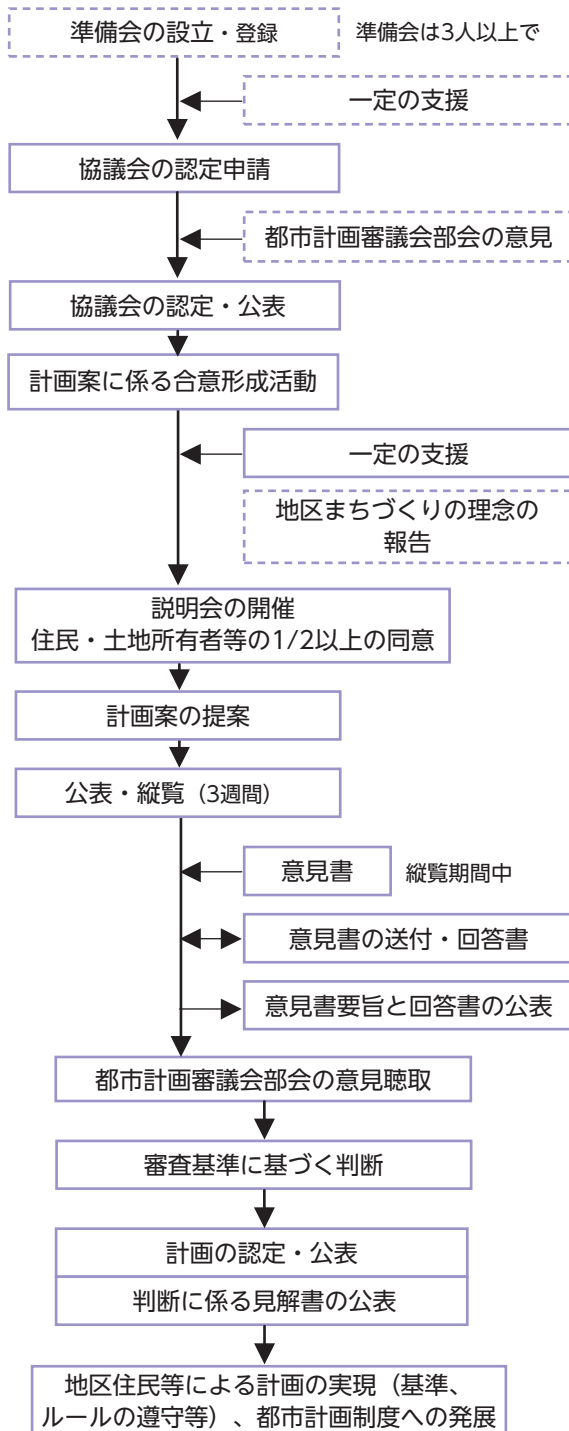 準備会の設立・登録 準備会は3人以上で
一定の支援
協議会の認定申請
都市計画審議会部会の意見
協議会の認定・公表
計画案に係る合意形成活動
一定の支援
地区まちづくりの理念の
報告
説明会の開催
住民・土地所有者等の1/2以上の同意
計画案の提案
公表・縦覧（3週間）
意見書 縦覧期間中
意見書の送付・回答書
意見書要旨と回答書の公表
都市計画審議会部会の意見聴取
審査基準に基づく判断
計画の認定・公表
判断に係る見解書の公表
地区住民等による計画の実現（基準、
ルールの遵守等）、都市計画制度への発展